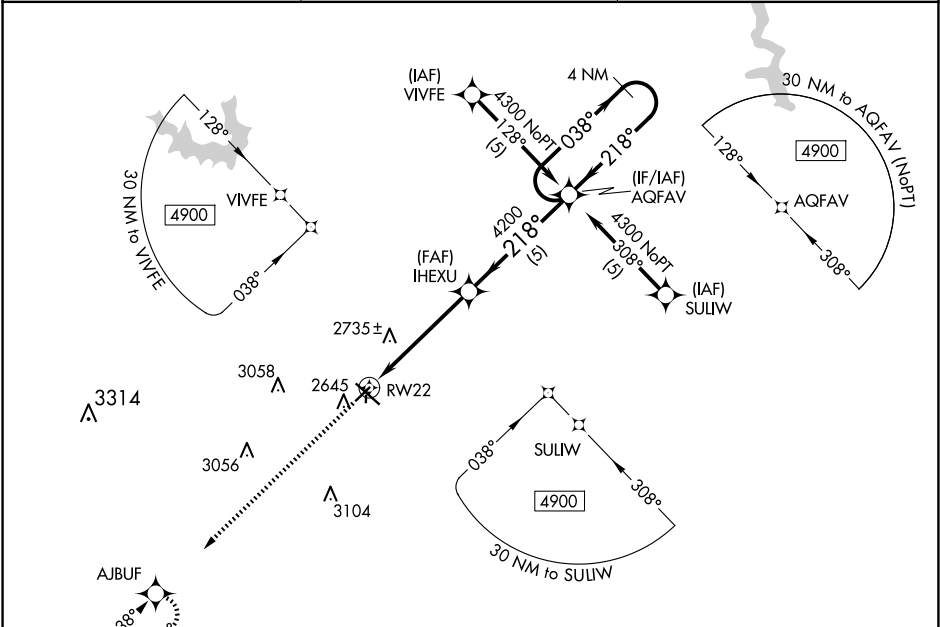 (IAF)
VIVFE
4300 NoPT
128°
(5)
4 NM
038°
218°
(IF/IAF)
AQFAV
4200
218°
(5)
(FAF)
IHEXU
4300 NoPT
308°
(5)
(IAF)
SULIW
128°
VIVFE
4900
30 NM to VIVFE
038°
30 NM to AQFAV (NoPT)
4900
128°
AQFAV
308°
2735±
3058
2645
RW22
3314
3056
3104
SULIW
038°
308°
4900
30 NM to SULIW
AJBUF